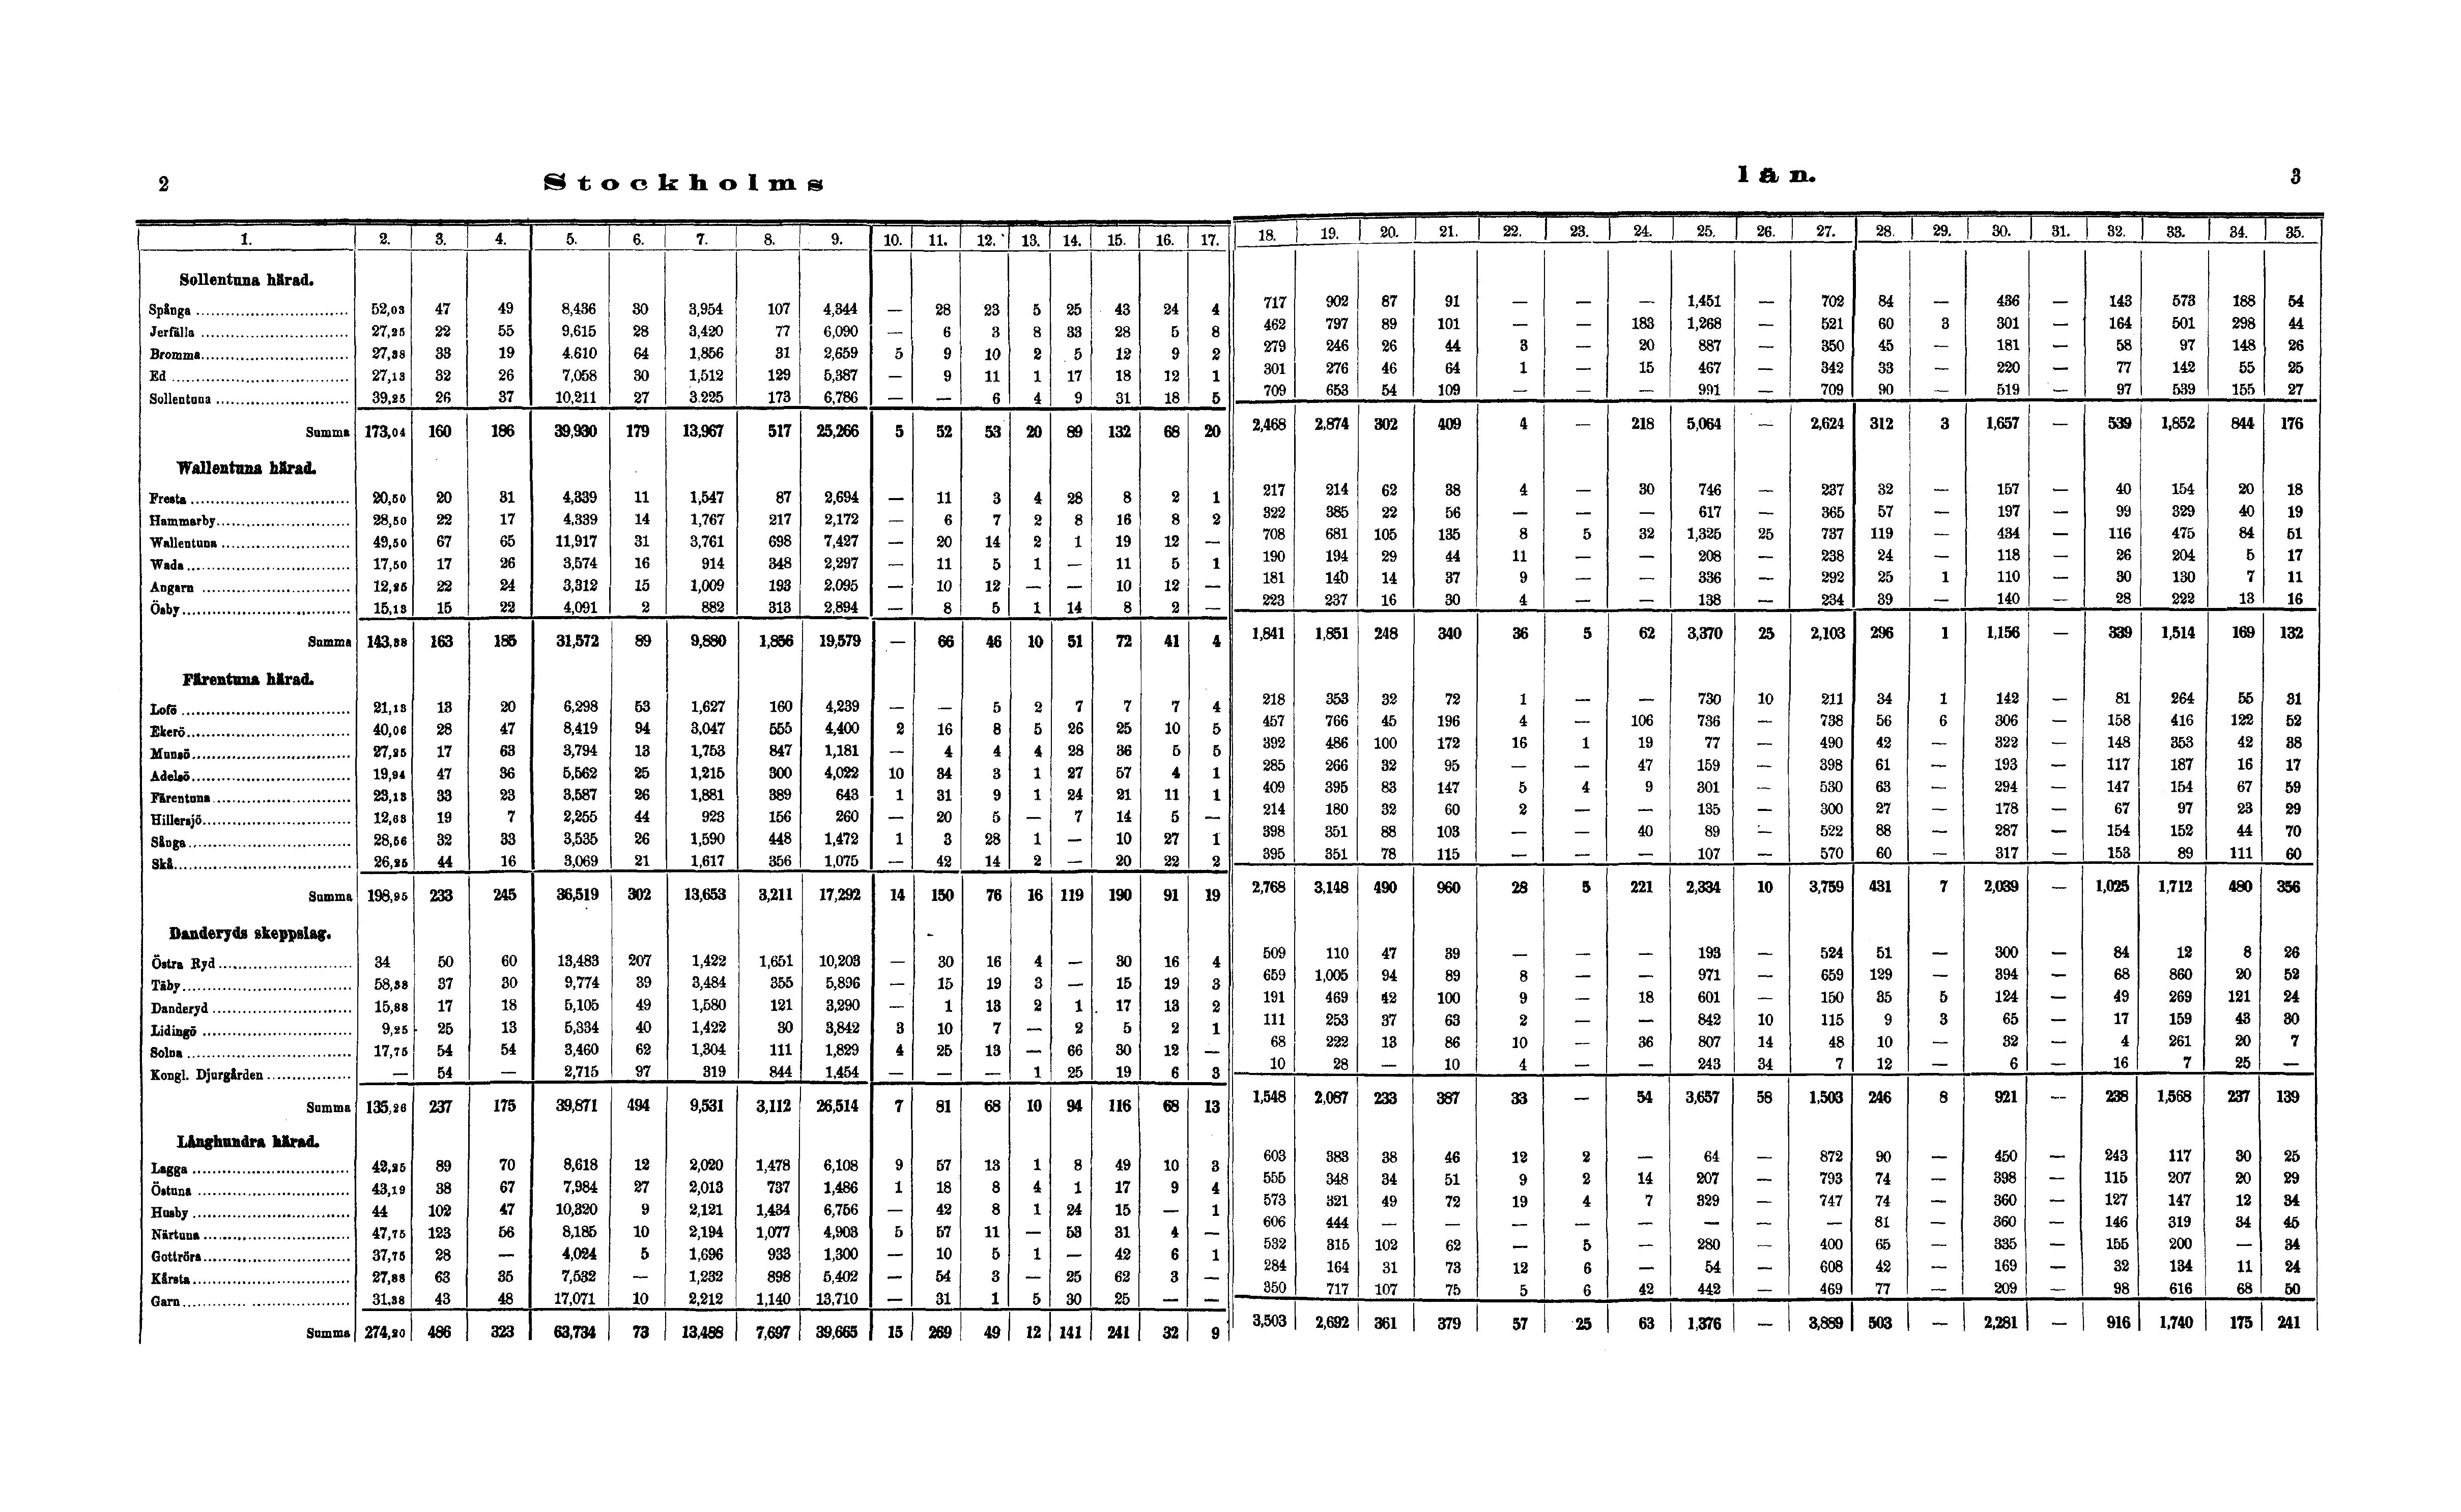 2 Stockholms län. 3
1. 2. 3. 4. 5. 6. 7. 8. 9. 10. 11. 12. 13. 14. 15. 16. 17. 18. 19. 20. 21. 22. 23. 24. 25. 26. 27. 28. 29. 30. 31. 32. 33. 34. 35.
Sollentuna härad.
Spånga 52,03 47 49 8,436 30 3,954 107 4,344 — 28 23 5 25 43 24 4 717 902 87 91 — — — 1,451 — 702 84 — 436 — 143 573 188 54
Jerfälla 27,25 22 55 9,615 28 3,420 77 6,090 — 6 3 8 33 28 5 8 462 797 89 101 — — 183 1,268 — 521 60 3 301 — 164 501 298 44
Bromma 27,38 33 19 4.610 64 1,856 31 2,659 5 9 10 2 5 12 9 2 279 246 26 44 3 — 20 887 — 350 45 — 181 — 58 97 148 26
Ed 27,13 32 26 7,058 30 1,512 129 5,387 — 9 11 1 17 18 12 1 301 276 46 64 1 — 15 467 — 342 33 — 220 — 77 142 55 25
Sollentuna 39,25 26 37 10,211 27 3.225 173 6,786 — — 6 4 9 31 18 5 709 653 54 109 — — — 991 — 709 90 — 519 — 97 539 155 27
Summa 173,04 160 186 39,930 179 13,967 517 25,266 5 52 53 20 89 132 68 20 2,468 2,874 302 409 4 — 218 5,064 — 2,624 312 3 1,657 — 539 1,852 844 176
Wallentuna härad.
Fresta 20,50 20 31 4,339 11 1,547 87 2,694 — 11 3 4 28 8 2 1 217 214 62 38 4 — 30 746 — 237 32 — 157 — 40 154 20 18
Hammarby 28,50 22 17 4,339 14 1,767 217 2,172 — 6 7 2 8 16 8 2 322 385 22 56 — — — 617 — 365 57 — 197 — 99 329 40 19
Wallentuna 49,50 67 65 11,917 31 3,761 698 7,427 — 20 14 2 1 19 12 — 708 681 105 135 8 5 32 1,325 25 737 119 — 434 — 116 475 84 51
Wada 17,50 17 26 3,574 16 914 348 2,297 — 11 5 1 — 11 5 1 190 194 29 44 11 — — 208 — 238 24 — 118 — 26 204 5 17
Angarn 12,25 22 24 3,312 15 1,009 193 2.095 — 10 12 — — 10 12 — 181 140 14 37 9 — — 336 — 292 25 1 110 — 30 130 7 11
Ösby 15,13 15 22 4,091 2 882 313 2,894 — 8 5 1 14 8 2 — 223 237 16 30 4 — — 138 — 234 39 — 140 — 28 222 13 16
Summa 143,38 163 185 31,572 89 9,880 1,856 19,579 — 66 46 10 51 72 41 4 1,841 1,851 248 340 36 5 62 3,370 25 2,103 296 1 1,156 — 339 1,514 169 132
Färentuna härad.
Lofö 21,13 13 20 6,298 53 1,627 160 4,239 — — 5 2 7 7 7 4 218 353 32 72 1 — — 730 10 211 34 1 142 — 81 264 55 31
Ekerö 40,06 28 47 8,419 94 3,047 555 4,400 2 16 8 5 26 25 10 5 457 766 45 196 4 — 106 736 — 738 56 6 306 — 158 416 122 52
Munsö 27,25 17 63 3,794 13 1,753 847 1,181 — 4 4 4 28 36 5 5 392 486 100 172 16 1 19 77 — 490 42 — 322 — 148 353 42 38
Adelsö 19,94 47 36 5,562 25 1,215 300 4,022 10 34 3 1 27 57 4 1 285 266 32 95 — — 47 159 — 398 61 — 193 — 117 187 16 17
Färentuna 23,13 33 23 3,587 26 1,881 389 643 1 31 9 1 24 21 11 1 409 395 83 147 5 4 9 301 — 530 63 — 294 — 147 154 67 59
Hillersjö 12,63 19 7 2,255 44 923 156 260 — 20 5 — 7 14 5 — 214 180 32 60 2 — — 135 — 300 27 — 178 — 67 97 23 29
Sånga 28,56 32 33 3,535 26 1,590 448 1,472 1 3 28 1 — 10 27 1 398 351 88 103 — — 40 89 — 522 88 — 287 — 154 152 44 70
Skå 26,25 44 16 3,069 21 1,617 356 1,075 — 42 14 2 — 20 22 2 395 351 78 115 — — — 107 — 570 60 — 317 — 153 89 111 60
Summa 198,95 233 245 36,519 302 13,653 3,211 17,292 14 150 76 16 119 190 91 19 2,768 3,148 490 960 28 5 221 2,334 10 3,759 431 7 2,039 — 1,025 1,712 480 356
Danderyds skeppslag.
Östra Ryd 34 50 60 13,483 207 1,422 1,651 10,203 — 30 16 4 — 30 16 4 509 110 47 39 — — — 193 — 524 51 — 300 — 84 12 8 26
Täby 58,38 37 30 9,774 39 3,484 355 5,896 — 15 19 3 — 15 19 3 659 1,005 94 89 8 — — 971 — 659 129 — 394 — 68 860 20 52
Danderyd 15,88 17 18 5,105 49 1,580 121 3,290 — 1 13 2 1 17 13 2 191 469 42 100 9 — 18 601 — 150 35 5 124 — 49 269 121 24
Lidingö 9,25 25 13 5,334 40 1,422 30 3,842 3 10 7 — 2 5 2 1 111 253 37 63 2 — — 842 10 115 9 3 65 — 17 159 43 30
Solna 17,75 54 54 3,460 62 1,304 111 1,829 4 25 13 — 66 30 12 — 68 222 13 86 10 — 36 807 14 48 10 — 32 — 4 261 20 7
Kongl. Djurgården — 54 — 2,715 97 319 844 1,454 — — — 1 25 19 6 3 10 28 — 10 4 — — 243 34 7 12 — 6 — 16 7 25 —
Summa 135,26 237 175 39,871 494 9,531 3,112 26,514 7 81 68 10 94 116 68 13 1,548 2,087 233 387 33 — 54 3,657 58 1,503 246 8 921 — 238 1,568 237 139
Långhundra härad.
Lagga 42,25 89 70 8,618 12 2,020 1,478 6,108 9 57 13 1 8 49 10 3 603 383 38 46 12 2 — 64 — 872 90 — 450 — 243 117 30 25
Östuna 43,19 38 67 7,984 27 2,013 737 1,486 1 18 8 4 1 17 9 4 555 348 34 51 9 2 14 207 — 793 74 — 398 — 115 207 20 29
Husby 44 102 47 10,320 9 2,121 1,434 6,756 — 42 8 1 24 15 — 1 573 321 49 72 19 4 7 329 — 747 74 — 360 — 127 147 12 34
Närtuna 47,75 123 56 8,185 10 2,194 1,077 4,903 5 57 11 — 53 31 4 — 606 444 — — — — — — — — 81 — 360 — 146 319 34 45
Gottröra 37,75 28 — 4,024 5 1,696 933 1,300 — 10 5 1 — 42 6 1 532 315 102 62 — 5 — 280 — 400 65 — 335 — 155 200 — 34
Kårsta 27,88 63 35 7,532 — 1,232 898 5,402 — 54 3 — 25 62 3 — 284 164 31 73 12 6 — 54 — 608 42 — 169 — 32 134 11 24
Garn 31,38 43 48 17,071 10 2,212 1,140 13,710 — 31 1 5 30 25 — — 350 717 107 75 5 6 42 442 — 469 77 — 209 — 98 616 68 50
Summa 274,20 486 323 63,734 73 13,488 7,697 39,665 15 269 49 12 141 241 32 9 3,503 2,692 361 379 57 25 63 1,376 — 3,889 503 — 2,281 — 916 1,740 175 241